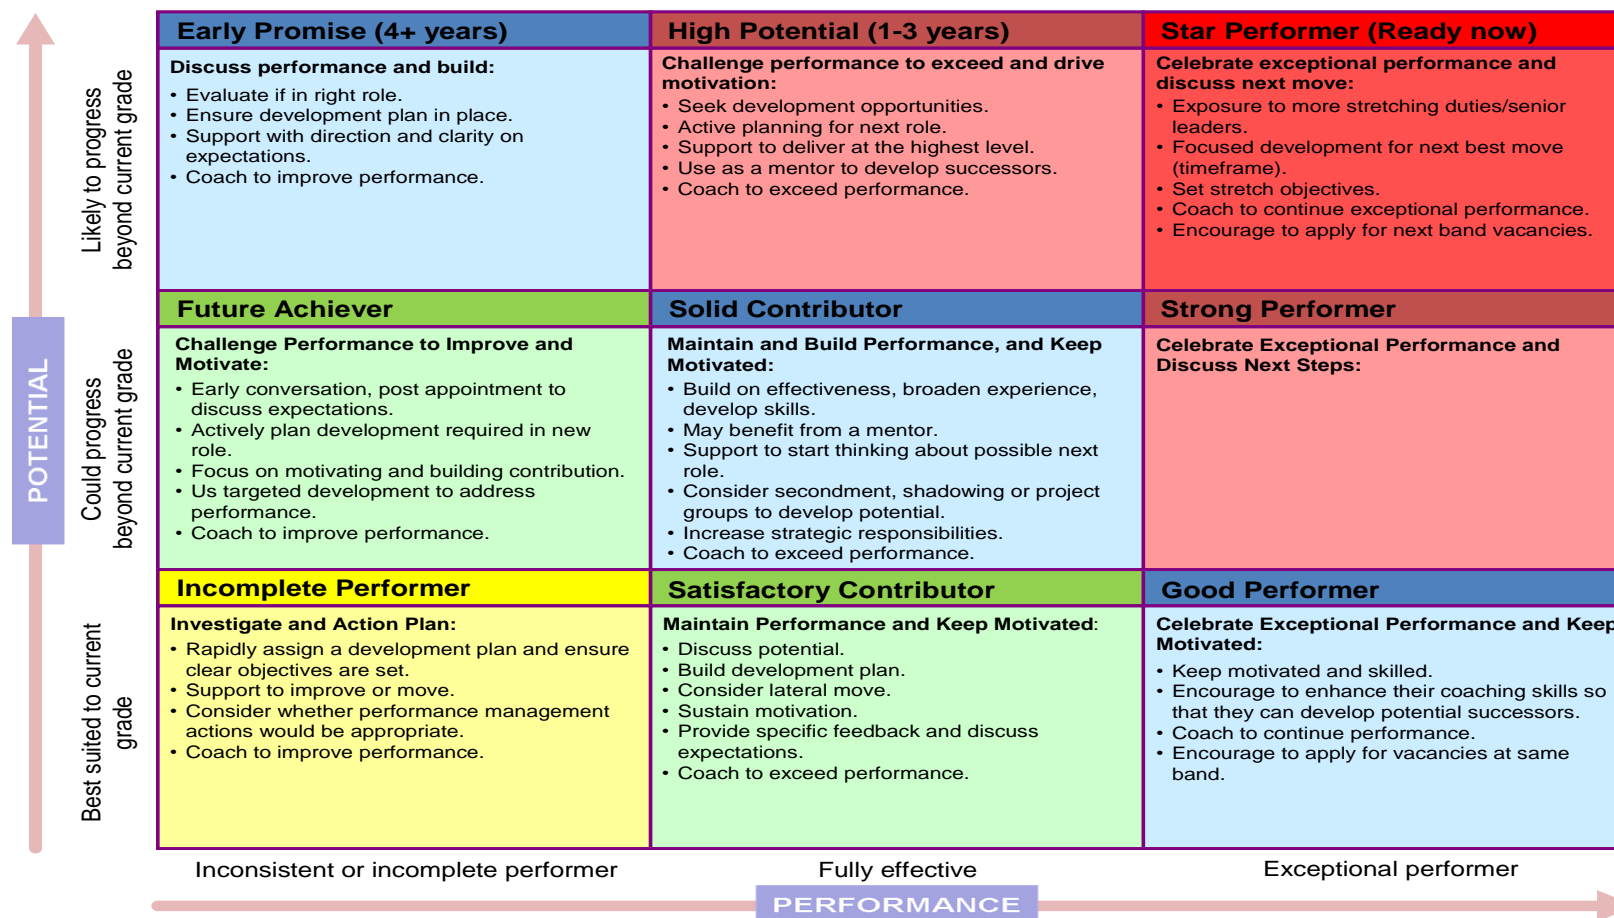 Early Promise (4+ years)
Discuss performance and build:
• Evaluate if in right role.
• Ensure development plan in place.
• Support with direction and clarity on
expectations.
• Coach to improve performance.
High Potential (1-3 years)
Challenge performance to exceed and drive
motivation:
• Seek development opportunities.
• Active planning for next role.
• Support to deliver at the highest level.
• Use as a mentor to develop successors.
• Coach to exceed performance.
Star Performer (Ready now)
Celebrate exceptional performance and
discuss next move:
• Exposure to more stretching duties/senior
leaders.
• Focused development for next best move
(timeframe).
• Set stretch objectives.
• Coach to continue exceptional performance.
• Encourage to apply for next band vacancies.
Likely to progress
beyond current grade
Future Achiever
Challenge Performance to Improve and
Motivate:
• Early conversation, post appointment to
discuss expectations.
• Actively plan development required in new
role.
• Focus on motivating and building contribution.
• Us targeted development to address
performance.
• Coach to improve performance.
Solid Contributor
Maintain and Build Performance, and Keep
Motivated:
• Build on effectiveness, broaden experience,
develop skills.
• May benefit from a mentor.
• Support to start thinking about possible next
role.
• Consider secondment, shadowing or project
groups to develop potential.
• Increase strategic responsibilities.
• Coach to exceed performance.
Strong Performer
Celebrate Exceptional Performance and
Discuss Next Steps:
POTENTIAL
Could progress
beyond current grade
Incomplete Performer
Investigate and Action Plan:
• Rapidly assign a development plan and ensure
clear objectives are set.
• Support to improve or move.
• Consider whether performance management
actions would be appropriate.
• Coach to improve performance.
Satisfactory Contributor
Maintain Performance and Keep Motivated:
• Discuss potential.
• Build development plan.
• Consider lateral move.
• Sustain motivation.
• Provide specific feedback and discuss
expectations.
• Coach to exceed performance.
Good Performer
Celebrate Exceptional Performance and Keep
Motivated:
• Keep motivated and skilled.
• Encourage to enhance their coaching skills so
that they can develop potential successors.
• Coach to continue performance.
• Encourage to apply for vacancies at same
band.
Best suited to current
grade
Inconsistent or incomplete performer
Fully effective
Exceptional performer
PERFORMANCE